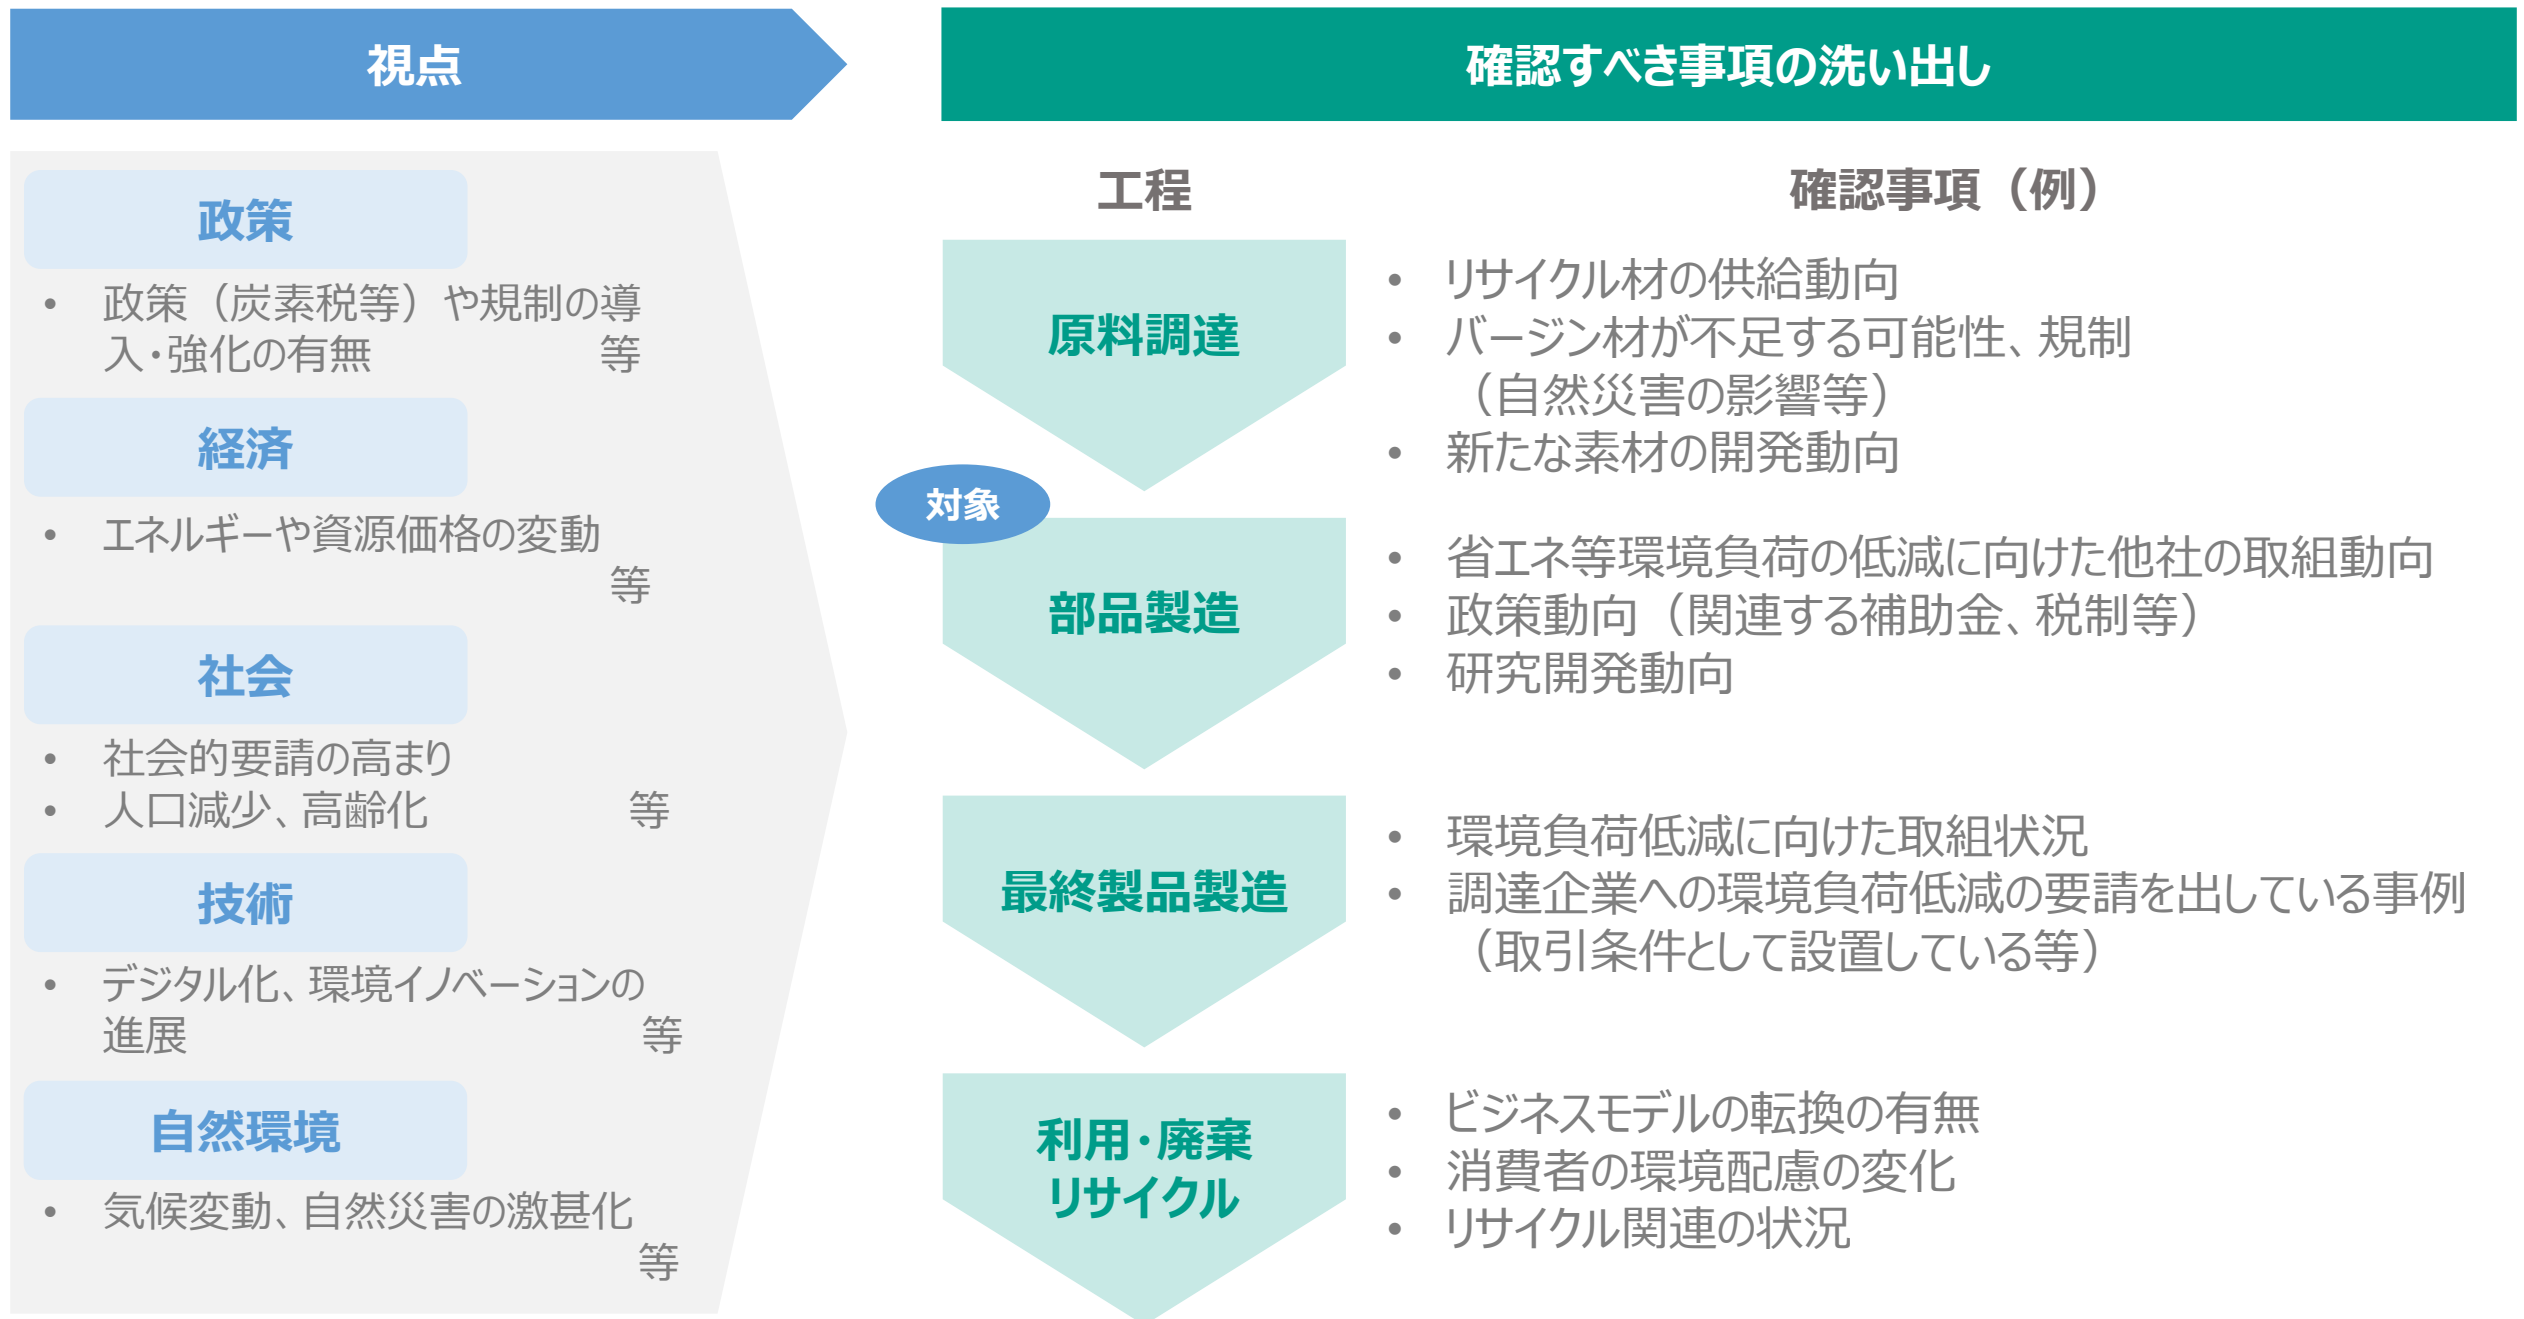 視点
政策
• 政策（炭素税等）や規制の導
入・強化の有無 等
経済
• エネルギーや資源価格の変動
等
社会
• 社会的要請の高まり
• 人口減少、高齢化 等
技術
• デジタル化、環境イノベーションの
進展 等
自然環境
• 気候変動、自然災害の激甚化
等
確認すべき事項の洗い出し
工程
確認事項（例）
原料調達
• リサイクル材の供給動向
• バージン材が不足する可能性、規制
（自然災害の影響等）
• 新たな素材の開発動向
対象
部品製造
• 省エネ等環境負荷の低減に向けた他社の取組動向
• 政策動向（関連する補助金、税制等）
• 研究開発動向
最終製品製造
• 環境負荷低減に向けた取組状況
• 調達企業への環境負荷低減の要請を出している事例
（取引条件として設置している等）
利用・廃棄
リサイクル
• ビジネスモデルの転換の有無
• 消費者の環境配慮の変化
• リサイクル関連の状況